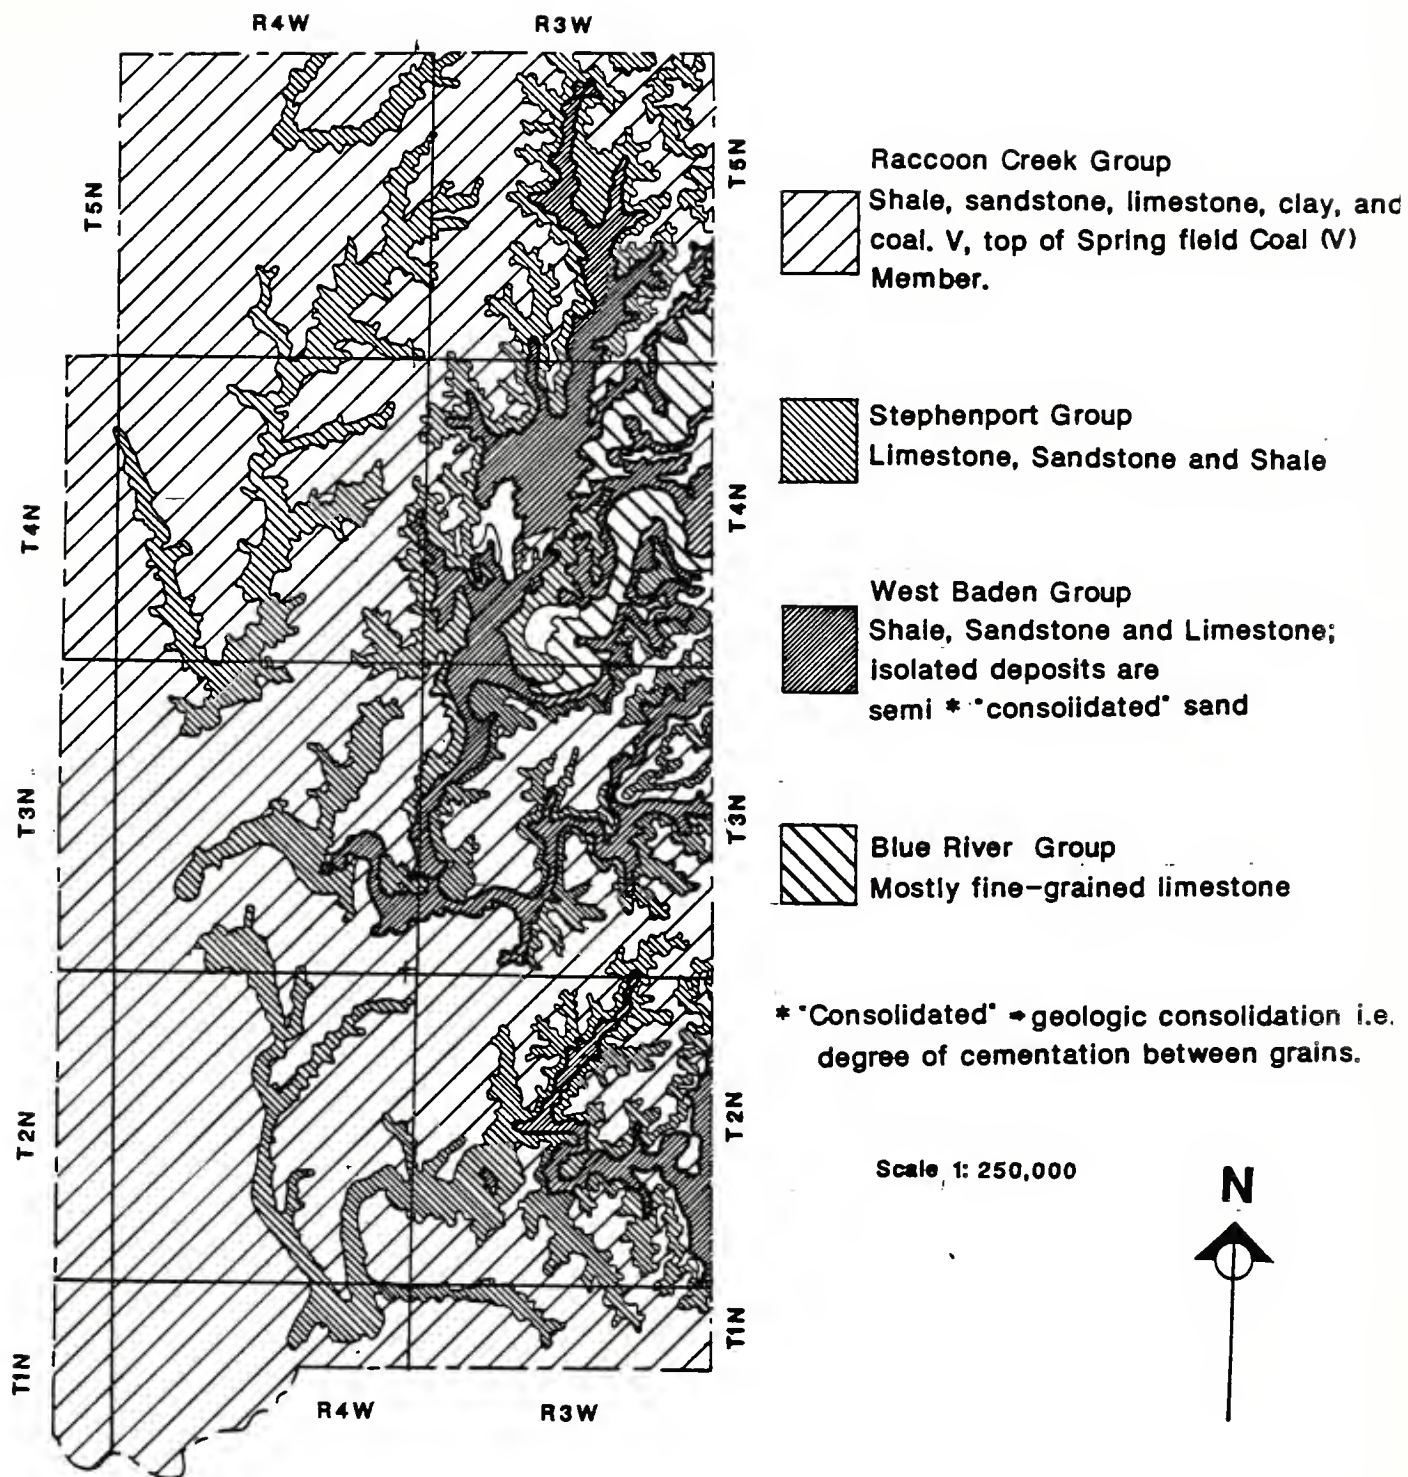 R4W
R3W
T5N
T5N
Raccoon Creek Group
Shale, sandstone, limestone, clay, and
coal. V, top of Spring field Coal (V)
Member.
Stephenport Group
Limestone, Sandstone and Shale
T4N
T4N
West Baden Group
Shale, Sandstone and Limestone;
isolated deposits are
semi * "consolidated" sand
T3N
T3N
Blue River Group
Mostly fine-grained limestone
* "Consolidated" → geologic consolidation i.e.
degree of cementation between grains.
T2N
T2N
Scale 1: 250,000
N
T1N
T1N
R4W
R3W